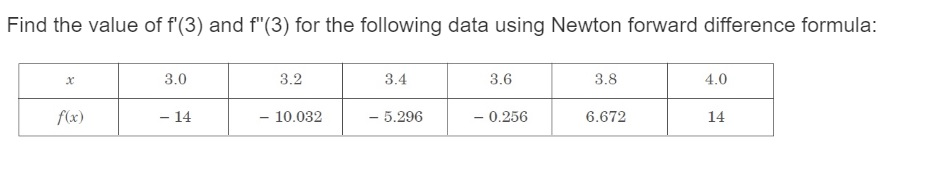 Find the value of f'(3) and f"(3) for the following data using Newton forward difference formula:
x 3.0 3.2 3.4 3.6 3.8 4.0
f(x) – 14 – 10.032 – 5.296 – 0.256 6.672 14